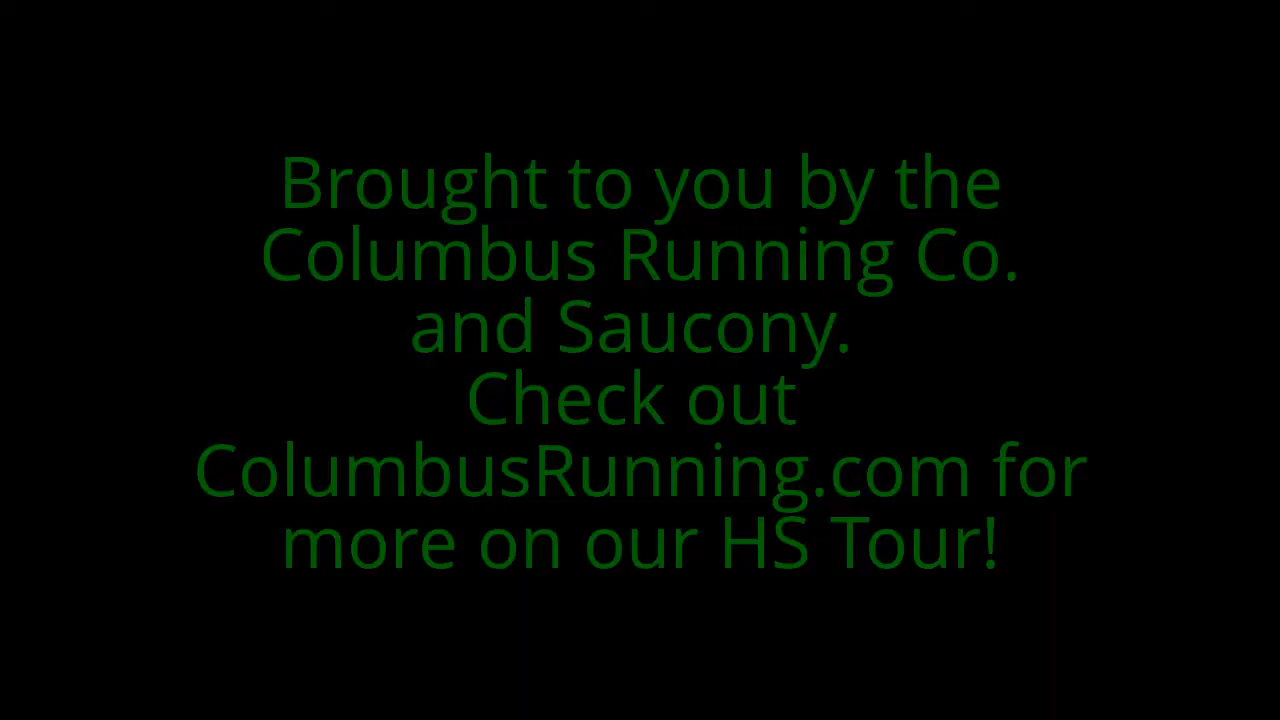 Brought to you by the
Columbus Running Co.
and Saucony.
Check out
ColumbusRunning.com for
more on our HS Tour!